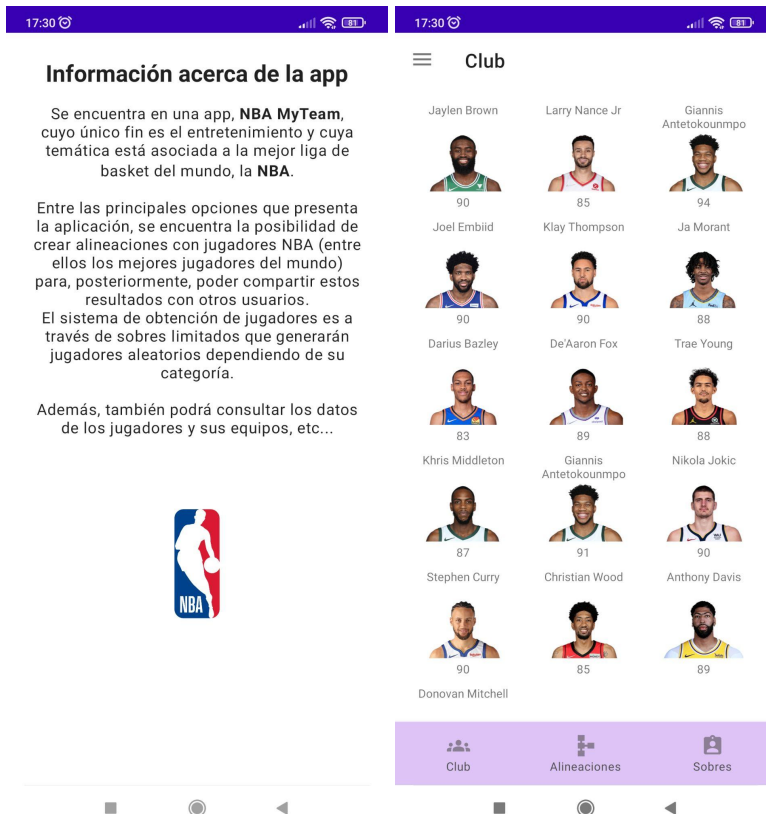 17:30
81
Información acerca de la app
Se encuentra en una app, NBA MyTeam,
cuyo único fin es el entretenimiento y cuya
temática está asociada a la mejor liga de
basket del mundo, la NBA.
Entre las principales opciones que presenta
la aplicación, se encuentra la posibilidad de
crear alineaciones con jugadores NBA (entre
ellos los mejores jugadores del mundo)
para, posteriormente, poder compartir estos
resultados con otros usuarios.
El sistema de obtención de jugadores es a
través de sobres limitados que generarán
jugadores aleatorios dependiendo de su
categoría.
Además, también podrá consultar los datos
de los jugadores y sus equipos, etc...
NBA
17:30
81
Club
Jaylen Brown
Larry Nance Jr
Giannis
Antetokounmpo
90
85
94
Joel Embiid
Klay Thompson
Ja Morant
90
90
88
Darius Bazley
De'Aaron Fox
Trae Young
83
89
88
Khris Middleton
Giannis
Antetokounmpo
Nikola Jokic
87
91
90
Stephen Curry
Christian Wood
Anthony Davis
90
85
89
Donovan Mitchell
Club
Alineaciones
Sobres